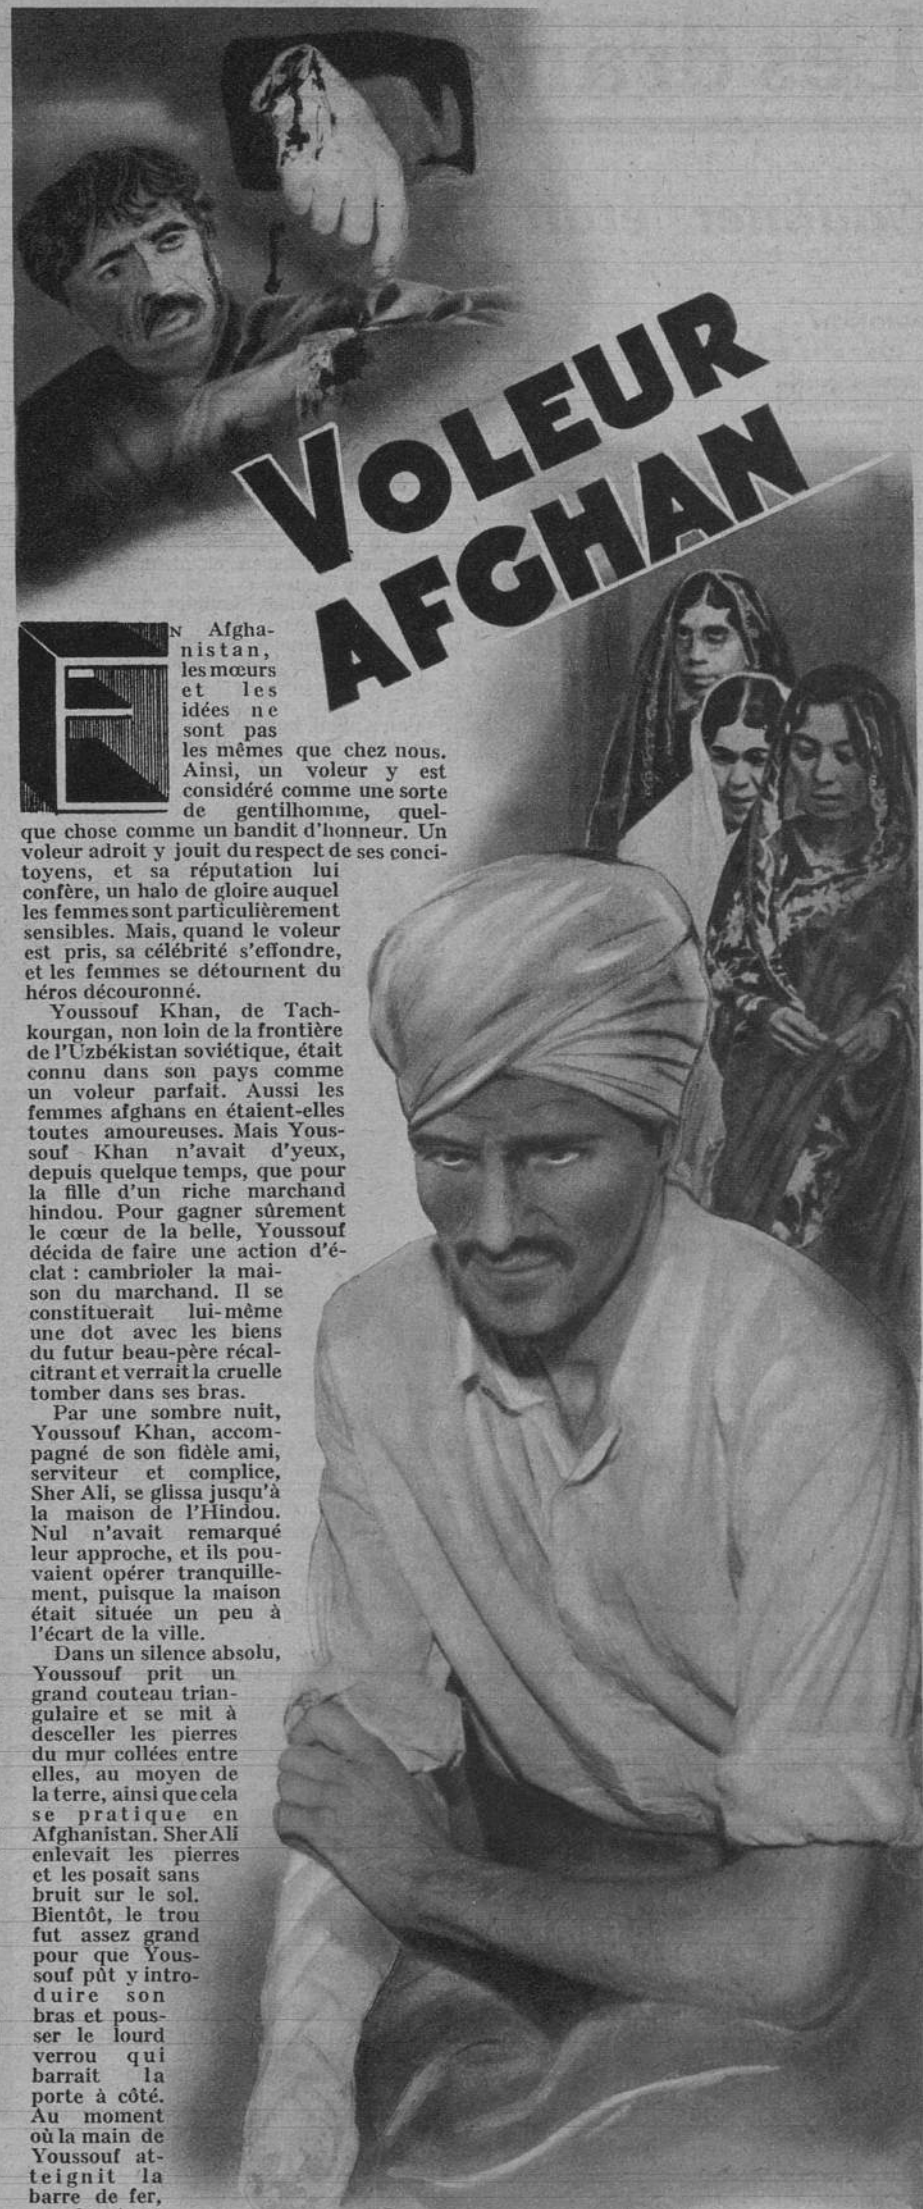 VOLEUR
AFGHAN
EN Afgha-
nistan,
les mœurs
et les
idées ne
sont pas
les mêmes que chez nous.
Ainsi, un voleur y est
considéré comme une sorte
de gentilhomme, quel-
que chose comme un bandit d'honneur. Un
voleur adroit y jouit du respect de ses conci-
toyens, et sa réputation lui
confère, un halo de gloire auquel
les femmes sont particulièrement
sensibles. Mais, quand le voleur
est pris, sa célébrité s'effondre,
et les femmes se détournent du
héros découronné.
Youssouf Khan, de Tach-
kourgan, non loin de la frontière
de l'Uzbékistan soviétique, était
connu dans son pays comme
un voleur parfait. Aussi les
femmes afghans en étaient-elles
toutes amoureuses. Mais Yous-
souf Khan n'avait d'yeux,
depuis quelque temps, que pour
la fille d'un riche marchand
hindou. Pour gagner sûrement
le cœur de la belle, Youssouf
décida de faire une action d'é-
clat : cambrioler la mai-
son du marchand. Il se
constituerait lui-même
une dot avec les biens
du futur beau-père récal-
citrant et verrait la cruelle
tomber dans ses bras.
Par une sombre nuit,
Youssouf Khan, accom-
pagné de son fidèle ami,
serviteur et complice,
Sher Ali, se glissa jusqu'à
la maison de l'Hindou.
Nul n'avait remarqué
leur approche, et ils pou-
vaient opérer tranquille-
ment, puisque la maison
était située un peu à
l'écart de la ville.
Dans un silence absolu,
Youssouf prit un
grand couteau trian-
gulaire et se mit à
desceller les pierres
du mur collées entre
elles, au moyen de
la terre, ainsi que cela
se pratique en
Afghanistan. Sher Ali
enlevait les pierres
et les posait sans
bruit sur le sol.
Bientôt, le trou
fut assez grand
pour que Yous-
souf pût y intro-
duire son
bras et pous-
ser le lourd
verrou qui
barrait la
porte à côté.
Au moment
où la main de
Youssouf at-
teignit la
barre de fer,